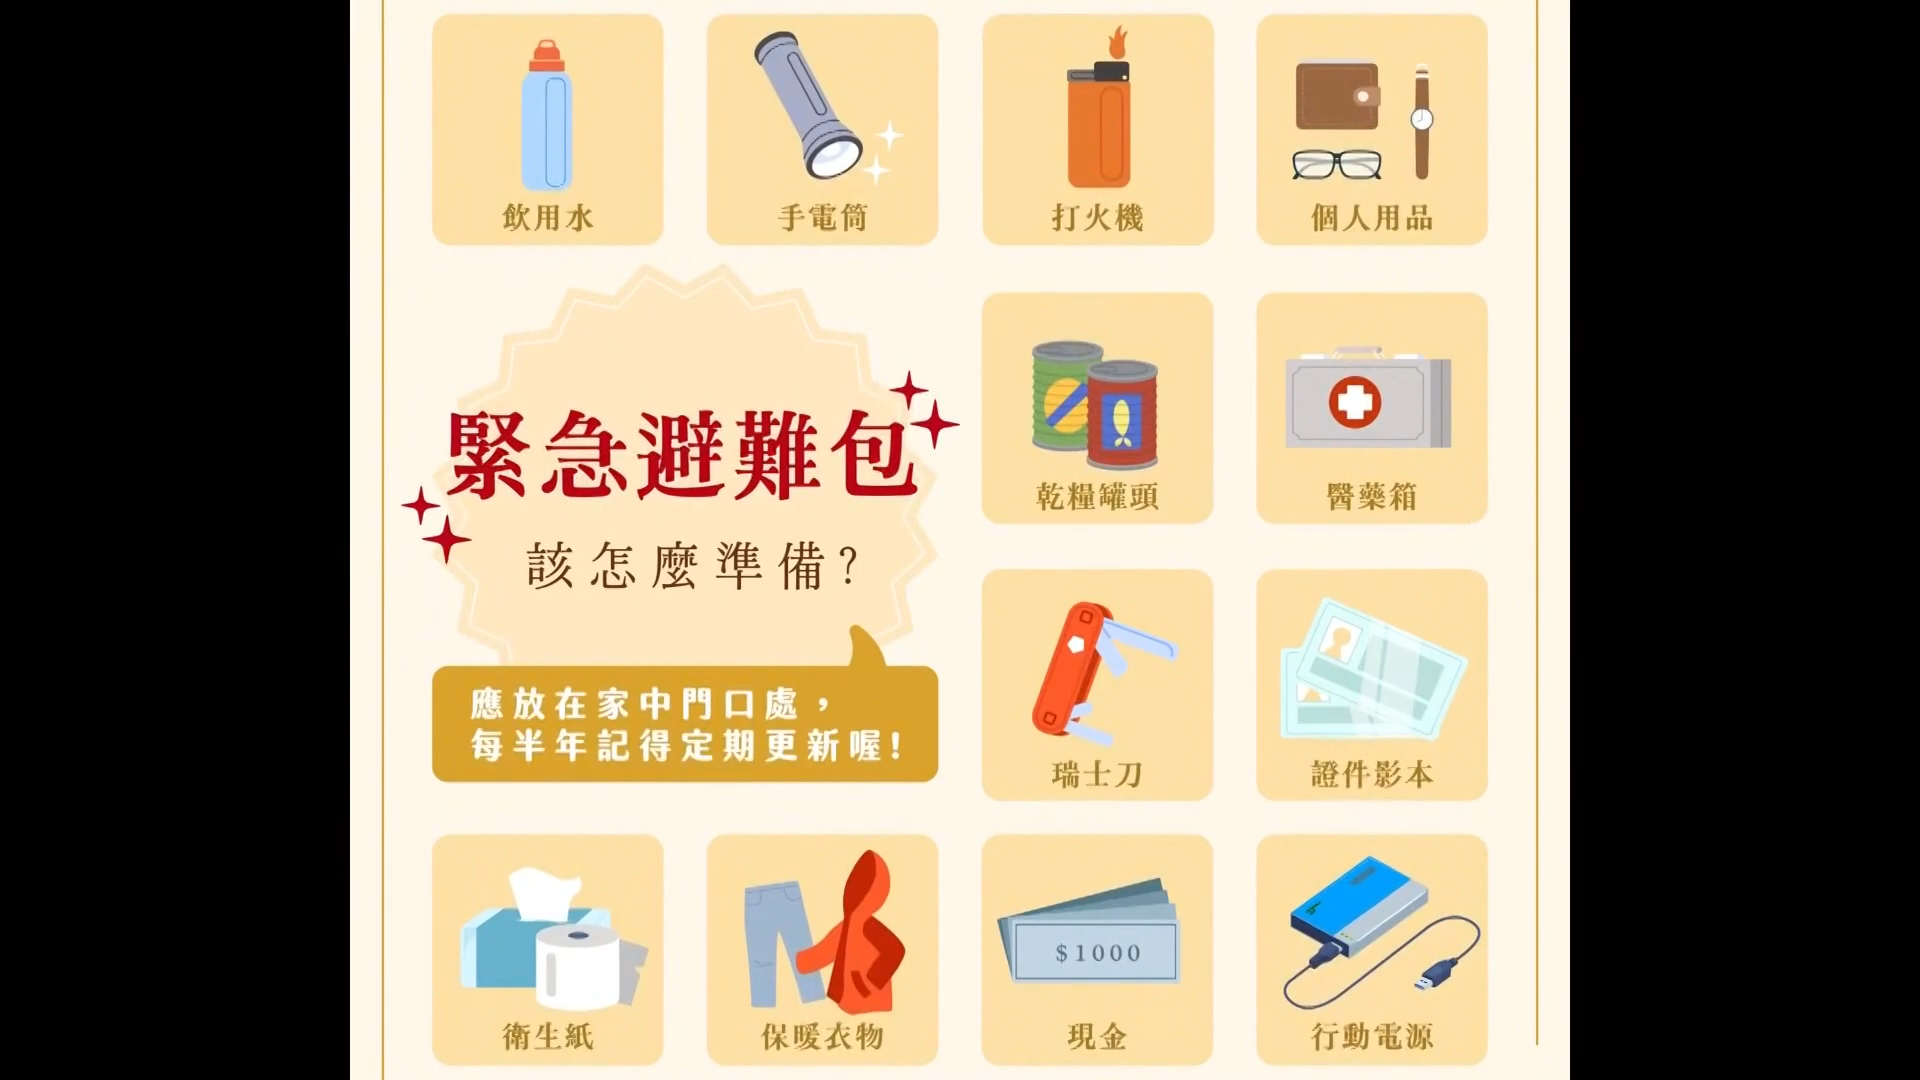 飲用水
手電筒
打火機
個人用品
緊急避難包
該怎麼準備?
應放在家中門口處，
每半年記得定期更新喔!
乾糧罐頭
醫藥箱
瑞士刀
證件影本
衛生紙
保暖衣物
$1000
現金
行動電源